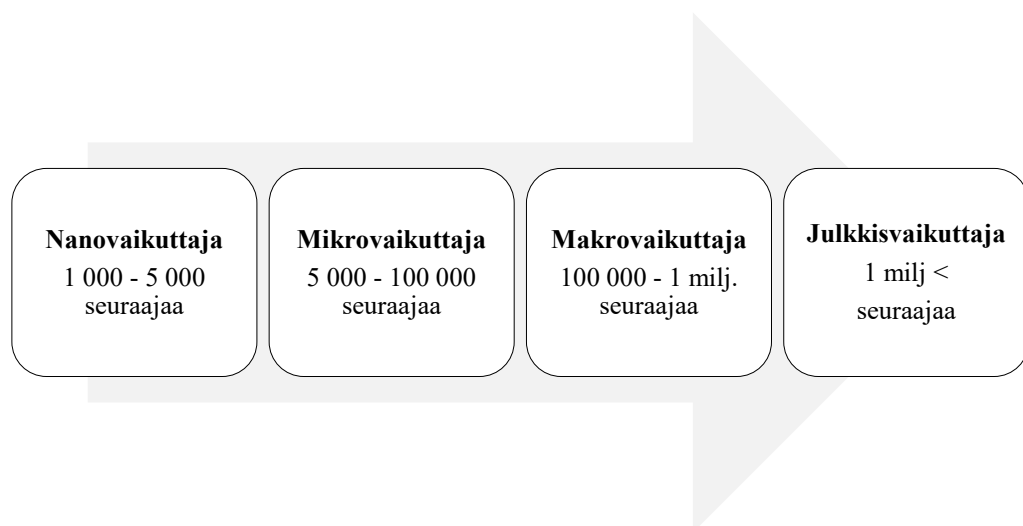 Nanovaikuttaja
1 000 - 5 000
seuraajaa
Mikrovaikuttaja
5 000 - 100 000
seuraajaa
Makrovaikuttaja
100 000 - 1 milj.
seuraajaa
Julkkisvaikuttaja
1 milj <
seuraajaa